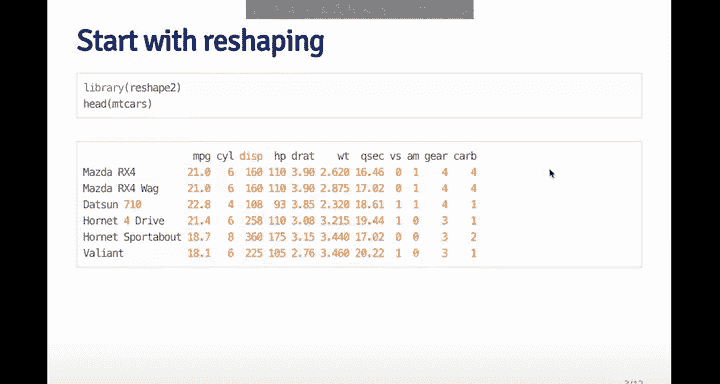 Start with reshaping
library(reshape2)
head(mtcars)
mpg cyl disp hp drat wt qsec vs am gear carb
Mazda RX4 21.0 6 160 110 3.90 2.620 16.46 0 1 4 4
Mazda RX4 Wag 21.0 6 160 110 3.90 2.875 17.02 0 1 4 4
Datsun 710 22.8 4 108 93 3.85 2.320 18.61 1 1 4 1
Hornet 4 Drive 21.4 6 258 110 3.08 3.215 19.44 1 0 3 1
Hornet Sportabout 18.7 8 360 175 3.15 3.440 17.02 0 0 3 2
Valiant 18.1 6 225 105 2.76 3.460 20.22 1 0 3 1